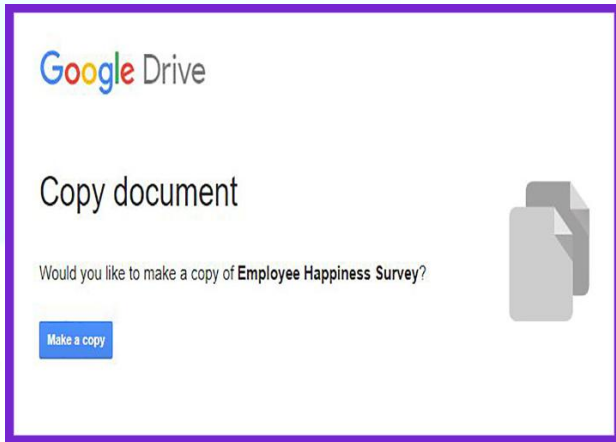 Google Drive
Copy document
Would you like to make a copy of Employee Happiness Survey?
Make a copy